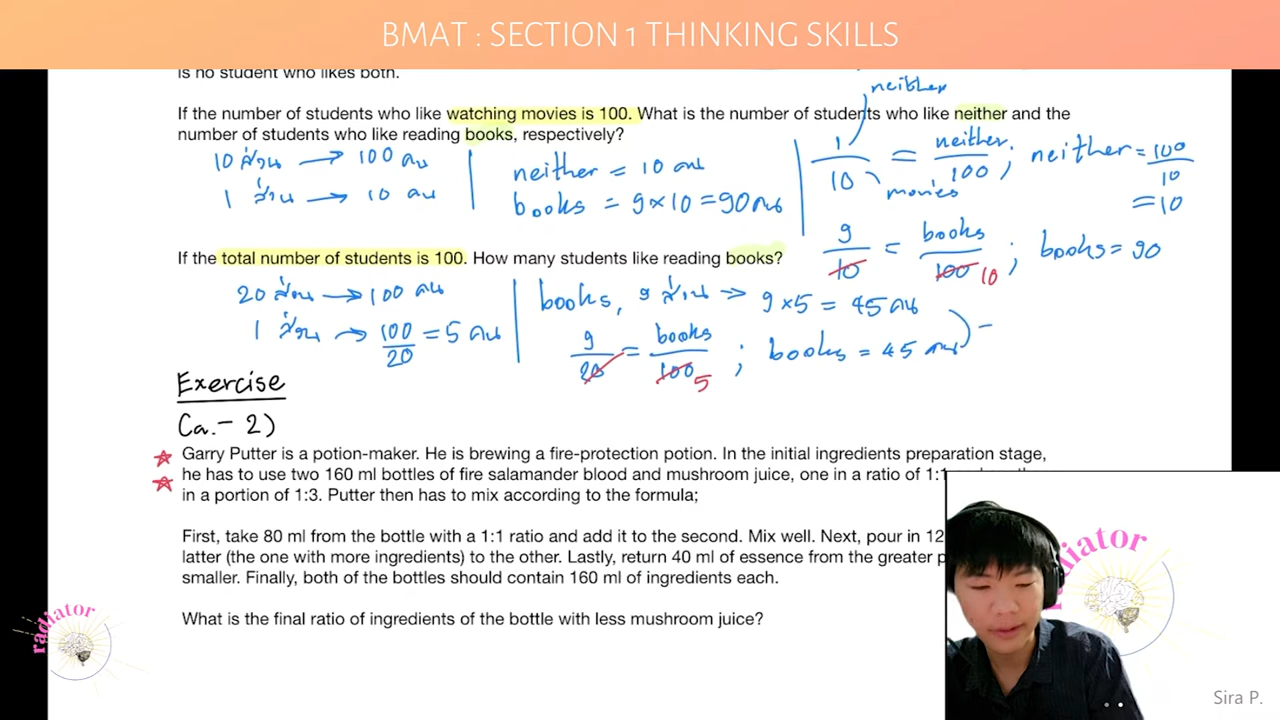 BMAT : SECTION 1 THINKING SKILLS
is no student who likes both.
neither
If the number of students who like watching movies is 100. What is the number of students who like neither and the
number of students who like reading books, respectively?
10 ส่วน → 100 คน
1 ส่วน → 10 คน
neither = 10 คน
books = 9 × 10 = 90 คน
1/10 = neither/100 ; neither = 100/10
movies
= 10
9/10 = books/100 10 ; books = 90
If the total number of students is 100. How many students like reading books?
20 ส่วน → 100 คน
1 ส่วน → 100/20 = 5 คน
books, 9 ส่วน → 9 × 5 = 45 คน
9/20 = books/100 5 ; books = 45 คน
Exercise
Ca. - 2)
Garry Putter is a potion-maker. He is brewing a fire-protection potion. In the initial ingredients preparation stage,
he has to use two 160 ml bottles of fire salamander blood and mushroom juice, one in a ratio of 1:1
in a portion of 1:3. Putter then has to mix according to the formula;
First, take 80 ml from the bottle with a 1:1 ratio and add it to the second. Mix well. Next, pour in 12
latter (the one with more ingredients) to the other. Lastly, return 40 ml of essence from the greater
smaller. Finally, both of the bottles should contain 160 ml of ingredients each.
What is the final ratio of ingredients of the bottle with less mushroom juice?
radiator
radiator
Sira P.